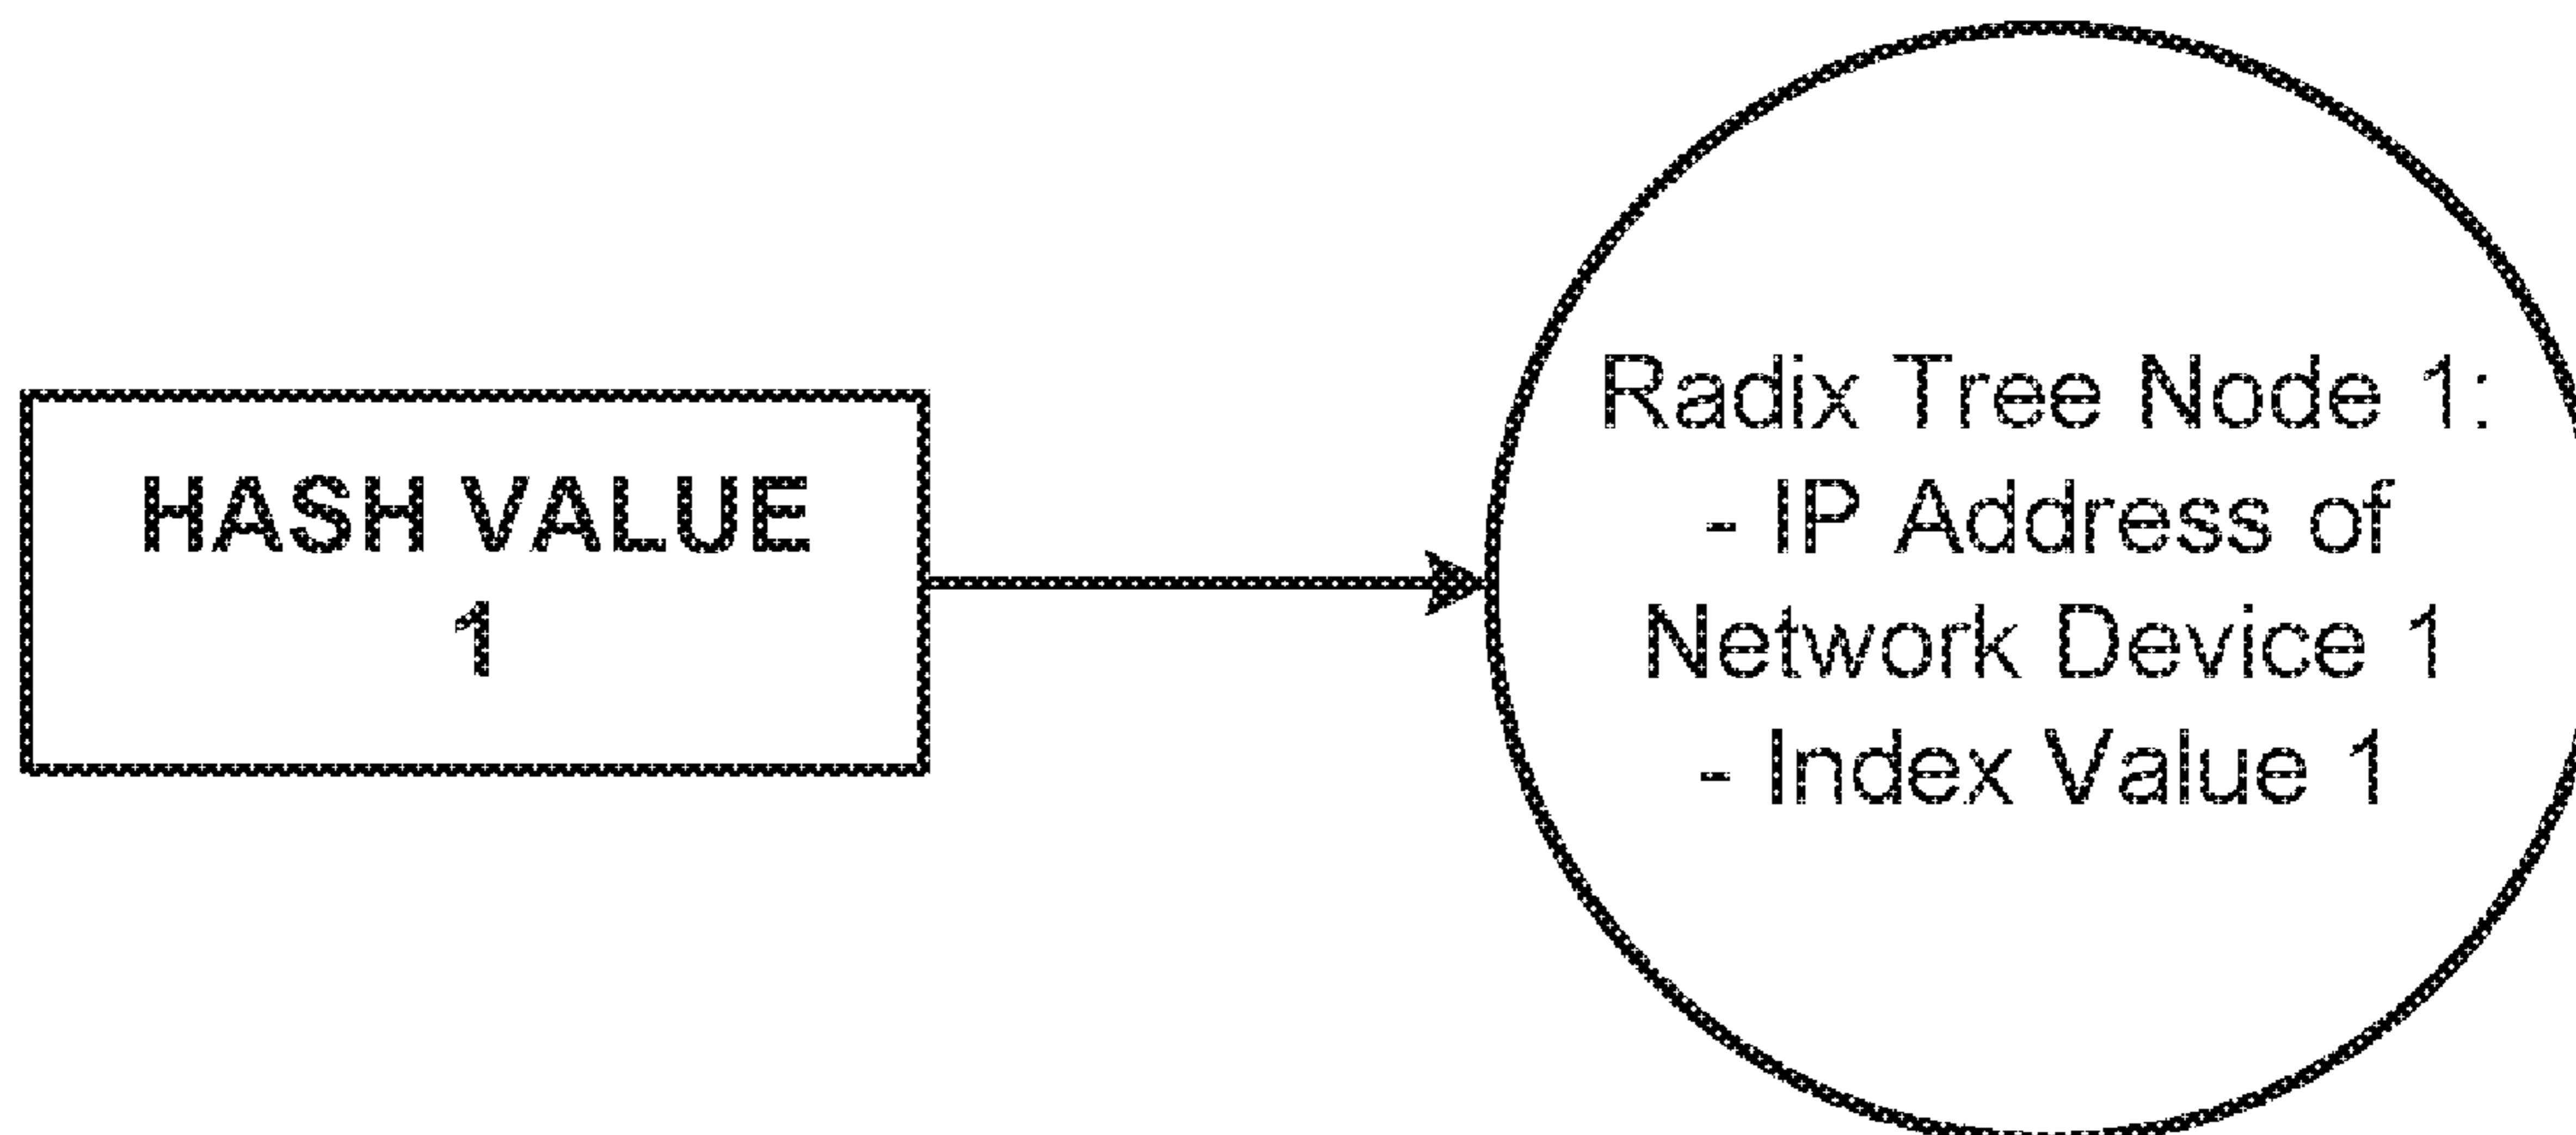 HASH VALUE
1
Radix Tree Node 1:
- IP Address of
Network Device 1
- Index Value 1